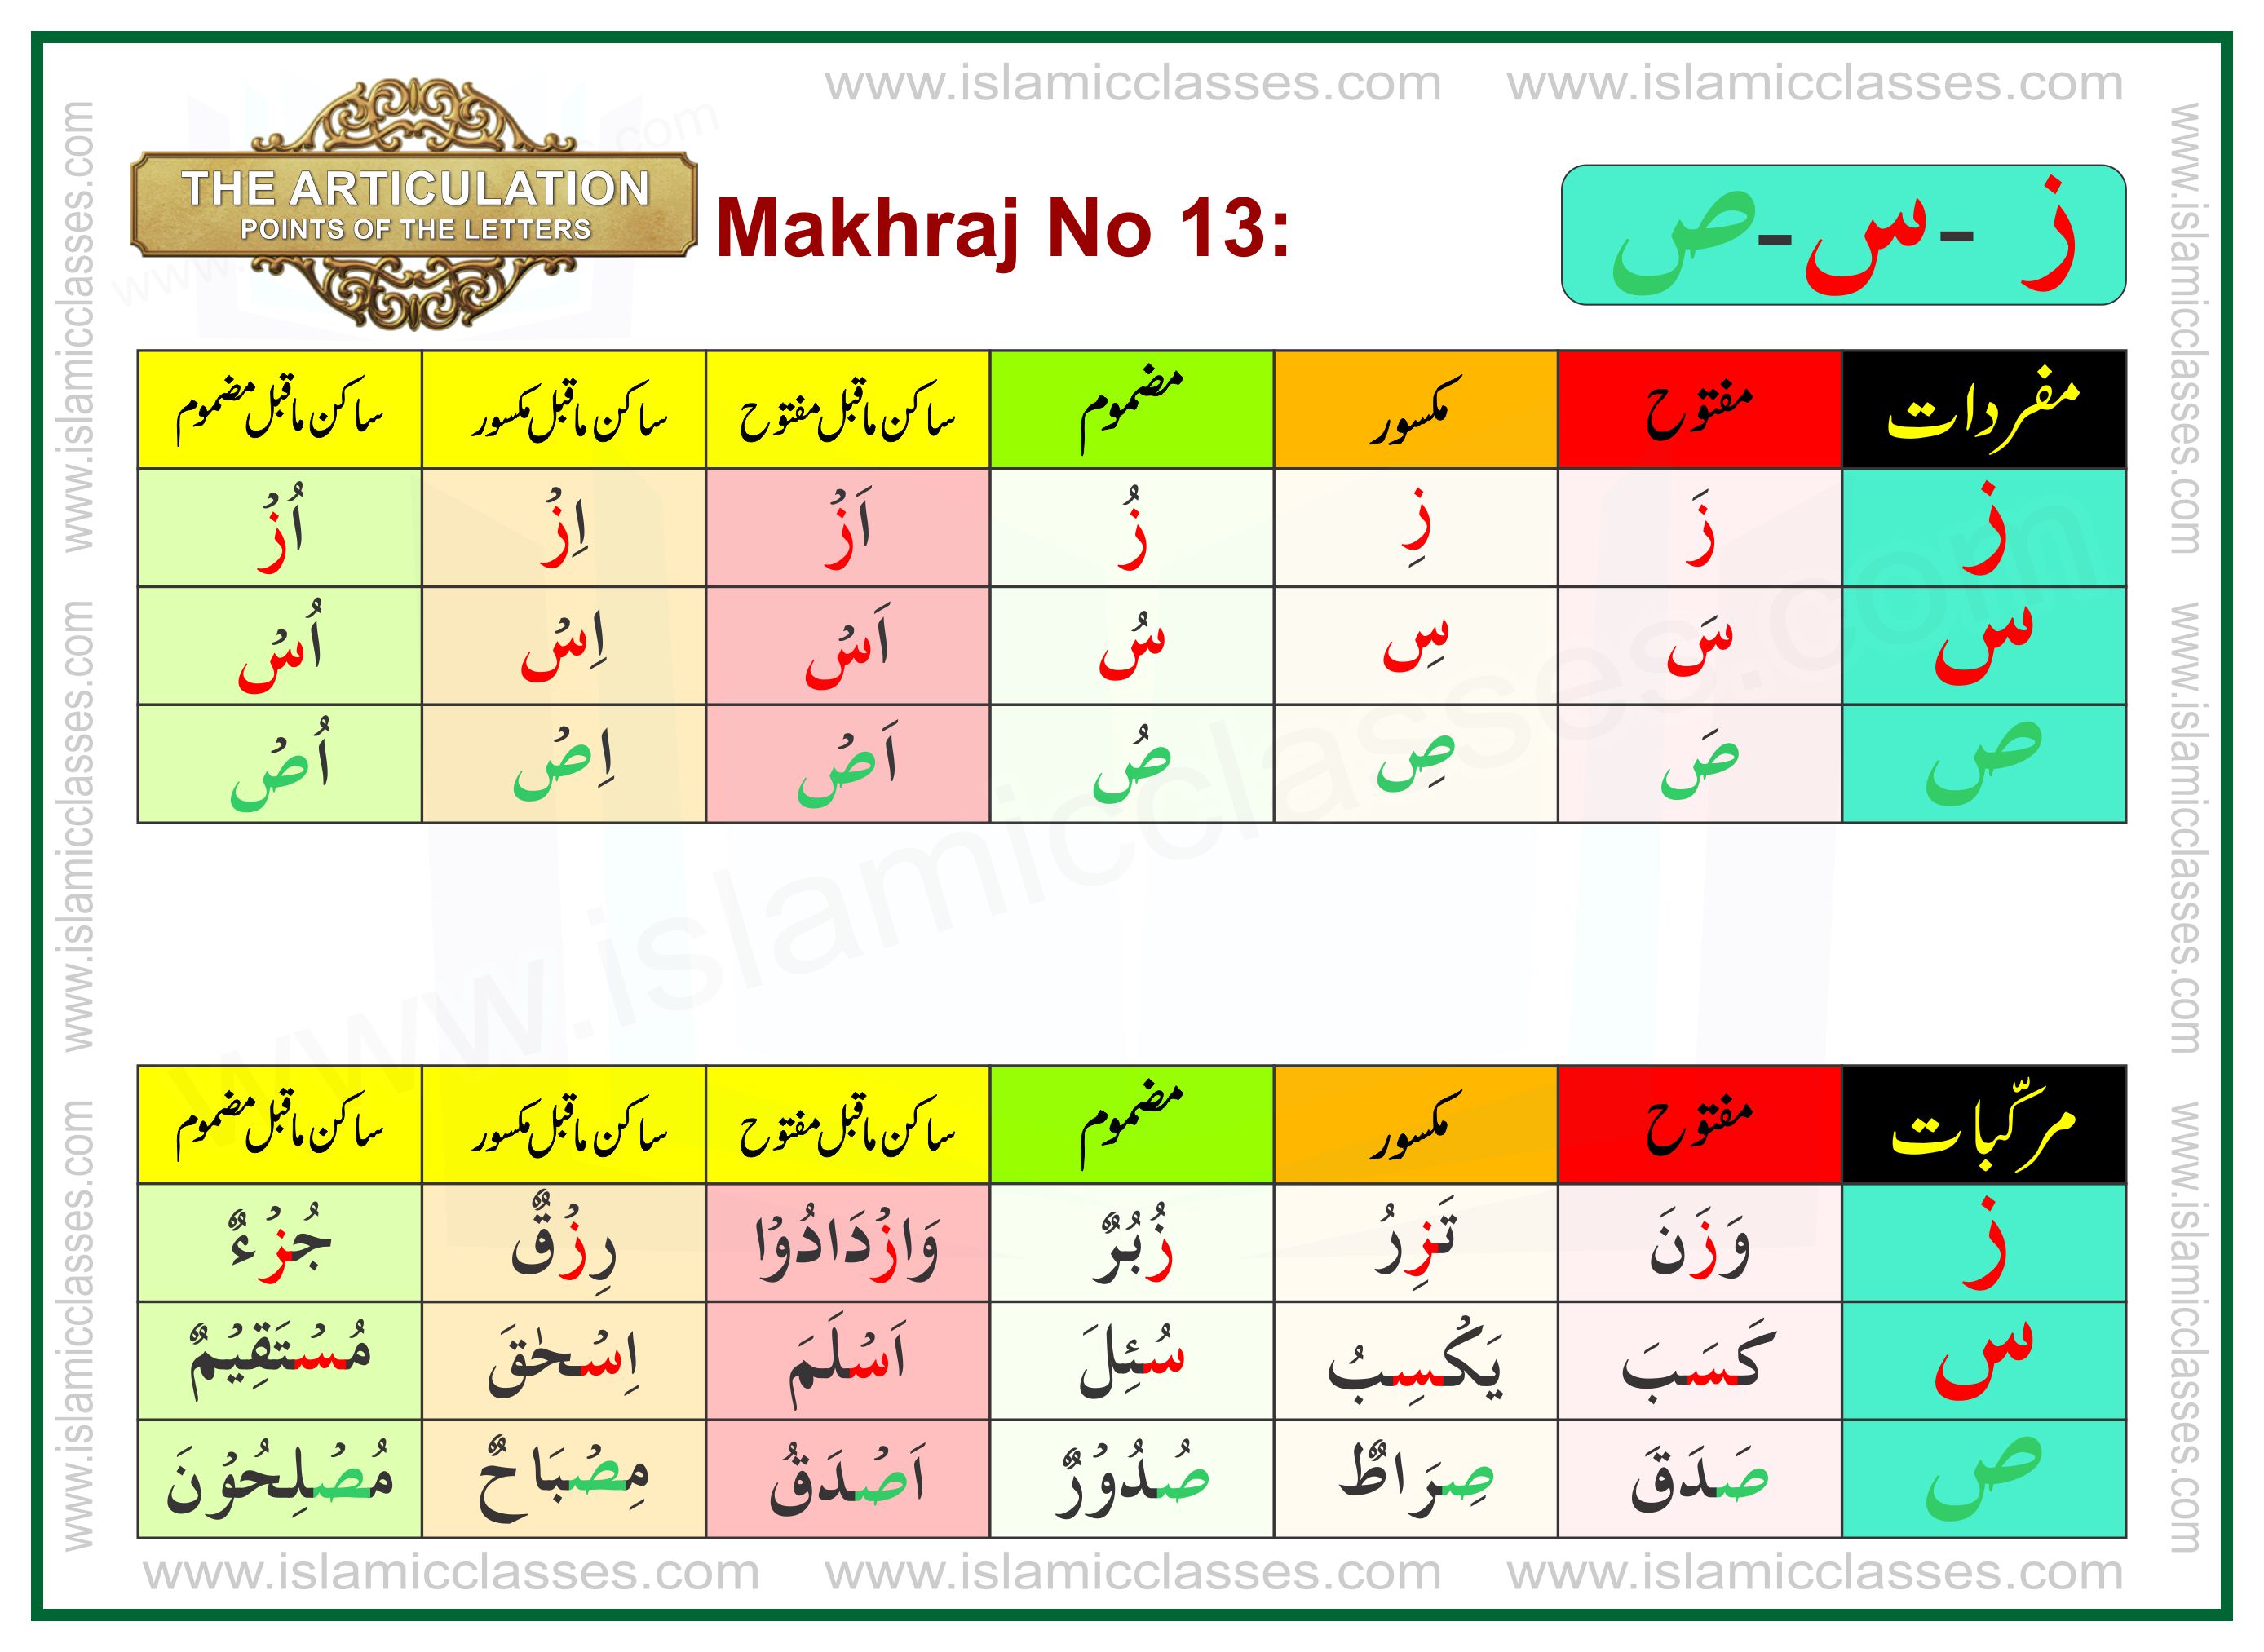 www.islamicclasses.com www.islamicclasses.com
THE ARTICULATION
POINTS OF THE LETTERS
Makhraj No 13:
ز - س - ص
مفردات مفتوح مکسور مضموم ساکن ماقبل مفتوح ساکن ماقبل مکسور ساکن ماقبل مضموم
ز زَ زِ زُ اَزْ اِزْ اُزْ
س سَ سِ سُ اَسْ اِسْ اُسْ
ص صَ صِ صُ اَصْ اِصْ اُصْ
مرکّبات مفتوح مکسور مضموم ساکن ماقبل مفتوح ساکن ماقبل مکسور ساکن ماقبل مضموم
ز وَزَنَ تَزِرُ زُبُرٌ وَازْدَادُوْا رِزْقٌ جُزْءٌ
س كَسَبَ يَكْسِبُ سُئِلَ اَسْلَمَ اِسْحٰقَ مُسْتَقِيْمٌ
ص صَدَقَ صِرَاطٌ صُدُوْرٌ اَصْدَقُ مِصْبَاحٌ مُصْلِحُوْنَ
www.islamicclasses.com www.islamicclasses.com www.islamicclasses.com
www.islamicclasses.com www.islamicclasses.com www.islamicclasses.com
www.islamicclasses.com www.islamicclasses.com www.islamicclasses.com
www.islamicclasses.com